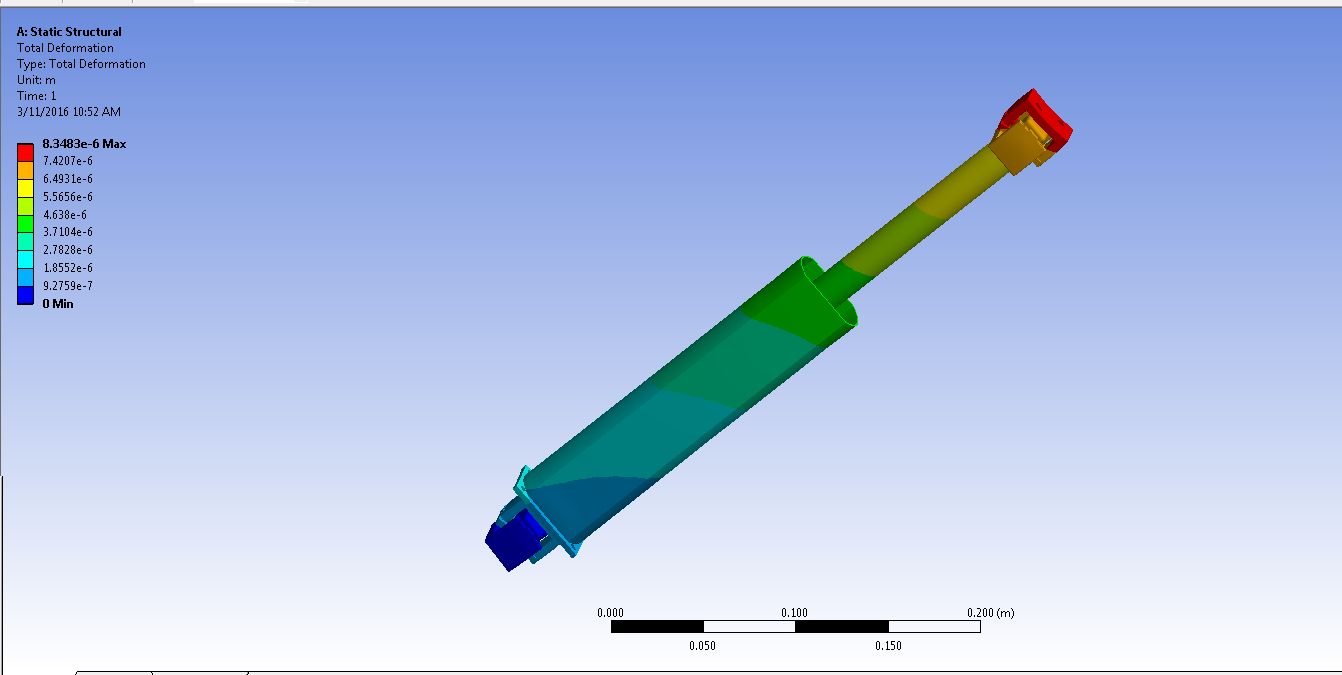 A: Static Structural
Total Deformation
Type: Total Deformation
Unit: m
Time: 1
3/11/2016 10:52 AM
8.3483e-6 Max
7.4207e-6
6.4931e-6
5.5656e-6
4.638e-6
3.7104e-6
2.7828e-6
1.8552e-6
9.2759e-7
0 Min
0.000 0.100 0.200 (m)
0.050 0.150